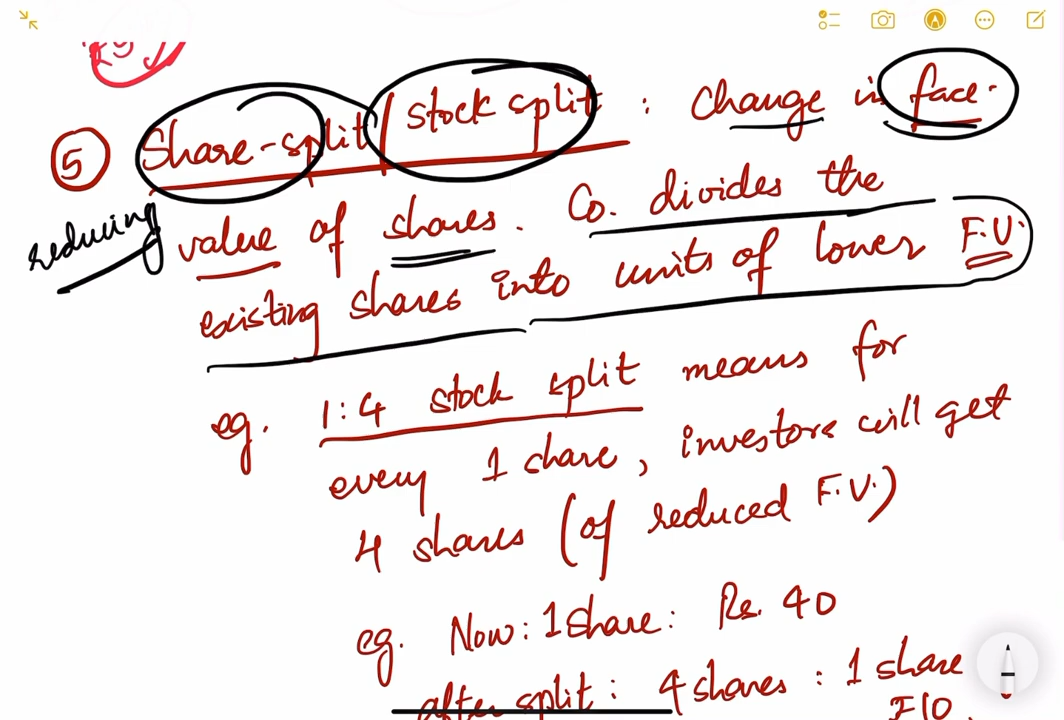 5 Share-split / stock split : change in face.
reducing value of shares. Co. divides the
existing shares into units of lower F.V.
eg. 1:4 stock split means for
every 1 share, investors will get
4 shares (of reduced F.V.)
eg. Now: 1 Share: Rs. 40
after split: 4 shares : 1 share
₹10.